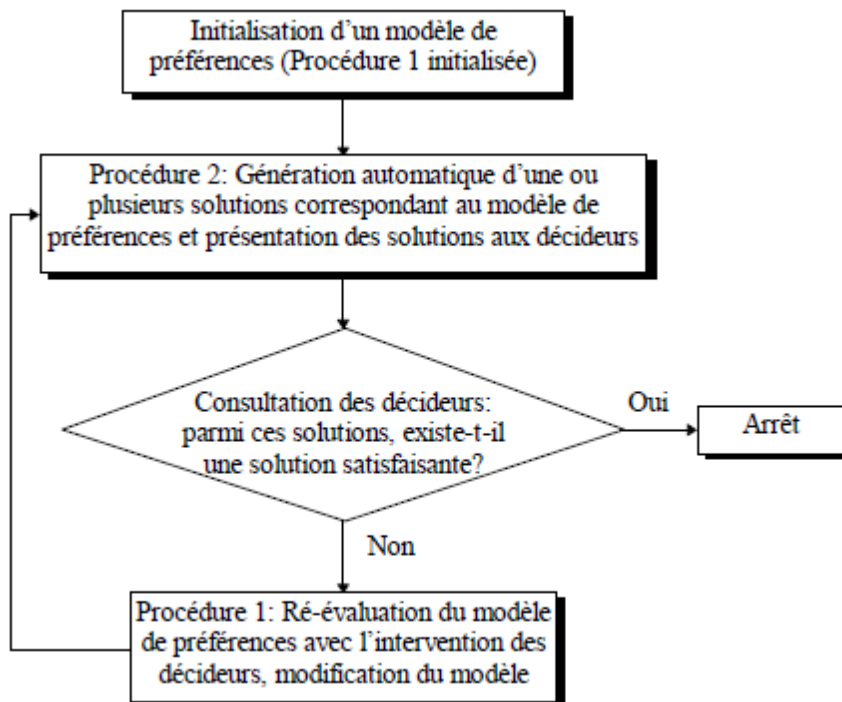 Initialisation d'un modèle de
préférences (Procédure 1 initialisée)
Procédure 2: Génération automatique d'une ou
plusieurs solutions correspondant au modèle de
préférences et présentation des solutions aux décideurs
Consultation des décideurs:
parmi ces solutions, existe-t-il
une solution satisfaisante?
Oui
Arrêt
Non
Procédure 1: Ré-évaluation du modèle
de préférences avec l'intervention des
décideurs, modification du modèle